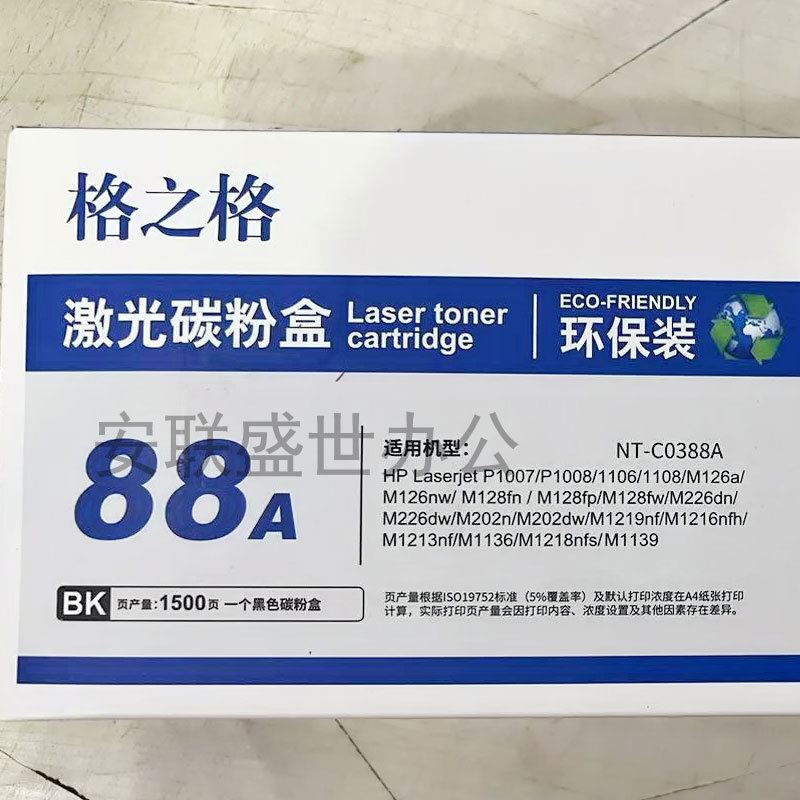 格之格
激光碳粉盒 Laser toner cartridge
ECO-FRIENDLY
环保装
安联盛世办公
88A
适用机型： NT-C0388A
HP Laserjet P1007/P1008/1106/1108/M126a/
M126nw/ M128fn / M128fp/M128fw/M226dn/
M226dw/M202n/M202dw/M1219nf/M1216nfh/
M1213nf/M1136/M1218nfs/M1139
BK 页产量：1500页 一个黑色碳粉盒
页产量根据ISO19752标准（5%覆盖率）及默认打印浓度在A4纸张打印
计算，实际打印页产量会因打印内容、浓度设置及其他因素存在差异。